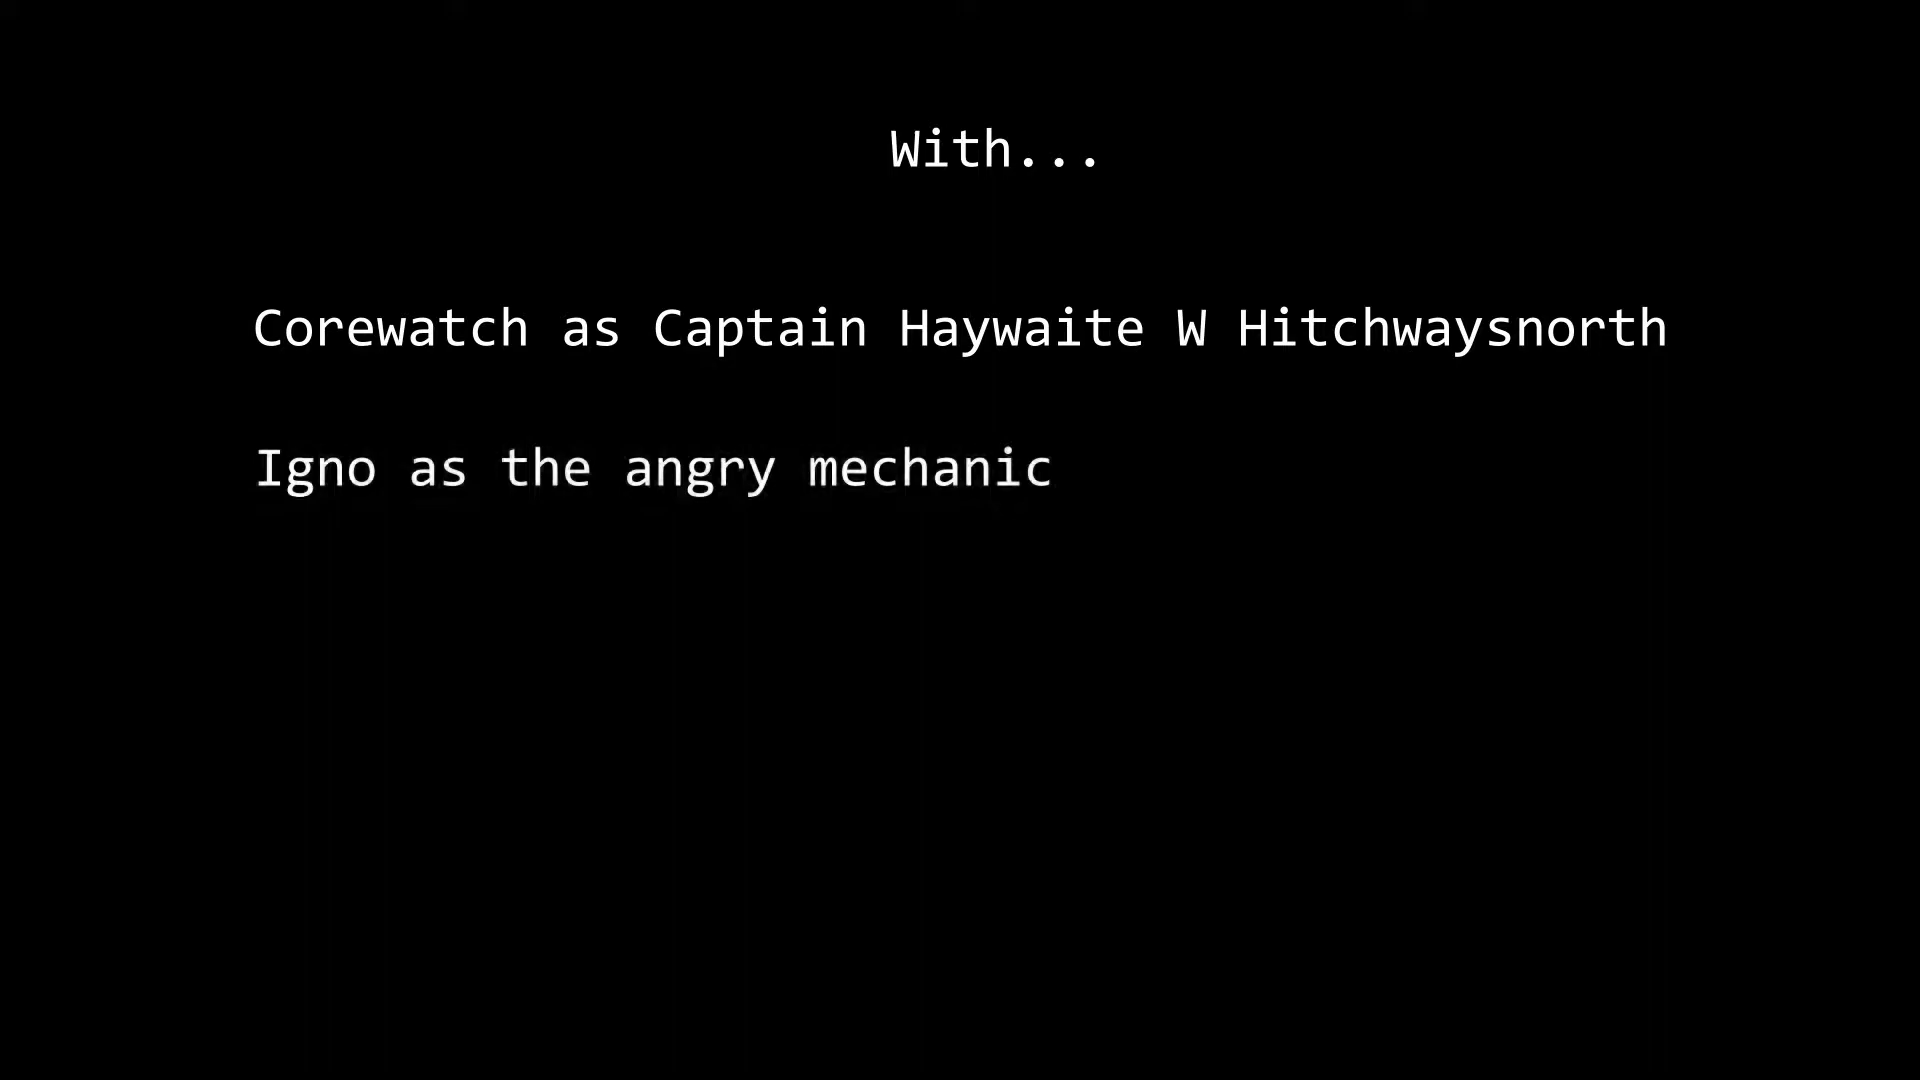 With...
Corewatch as Captain Haywaite W Hitchwaysnorth
Igno as the angry mechanic